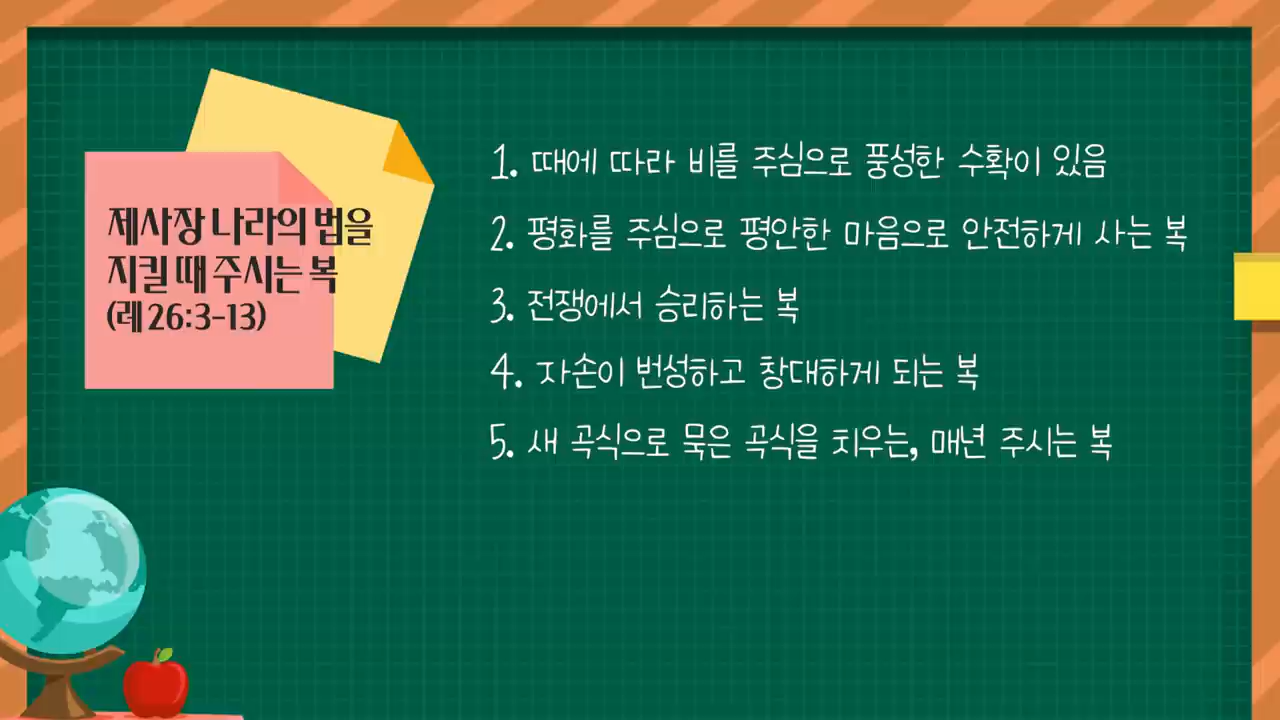 제사장 나라의 법을
지킬 때 주시는 복
(레 26:3-13)
1. 때에 따라 비를 주심으로 풍성한 수확이 있음
2. 평화를 주심으로 평안한 마음으로 안전하게 사는 복
3. 전쟁에서 승리하는 복
4. 자손이 번성하고 창대하게 되는 복
5. 새 곡식으로 묵은 곡식을 치우는, 매년 주시는 복